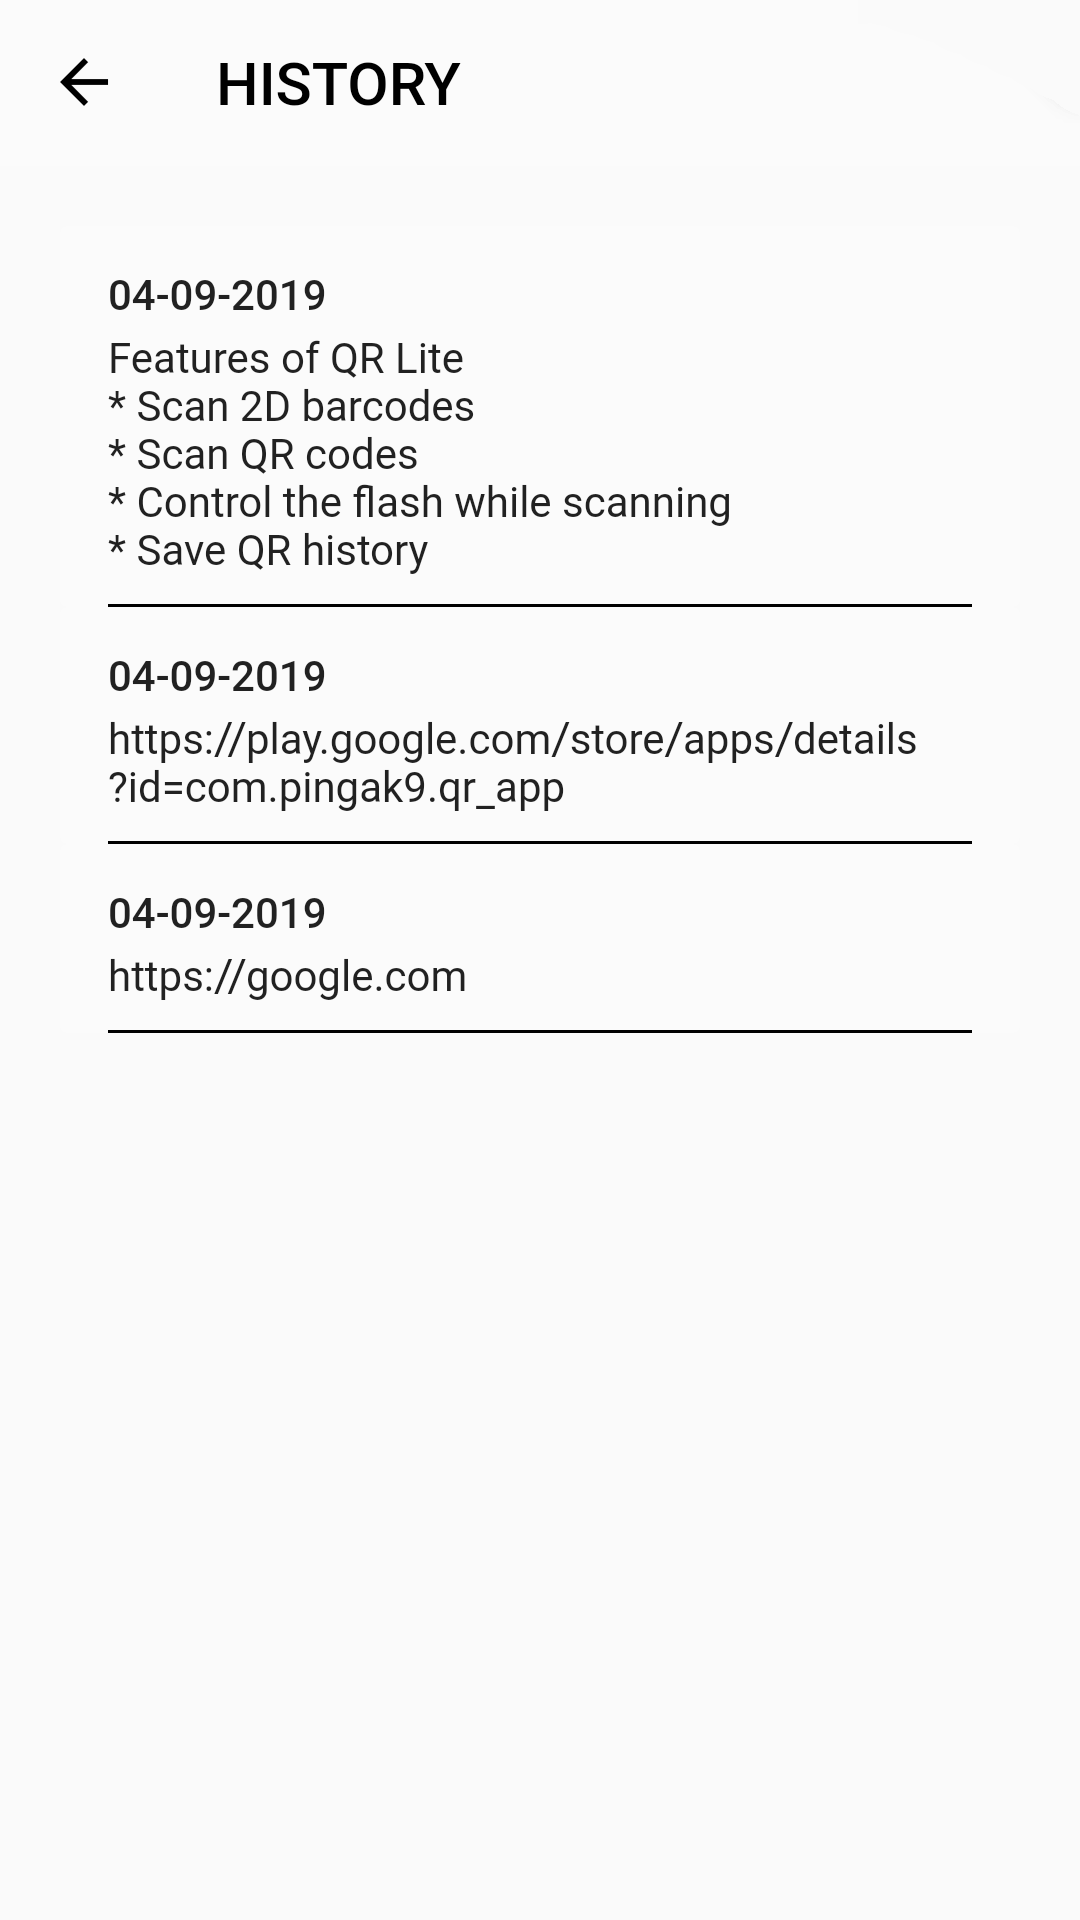 HISTORY
04-09-2019
Features of QR Lite
* Scan 2D barcodes
* Scan QR codes
* Control the flash while scanning
* Save QR history
04-09-2019
https://play.google.com/store/apps/details
?id=com.pingak9.qr_app
04-09-2019
https://google.com